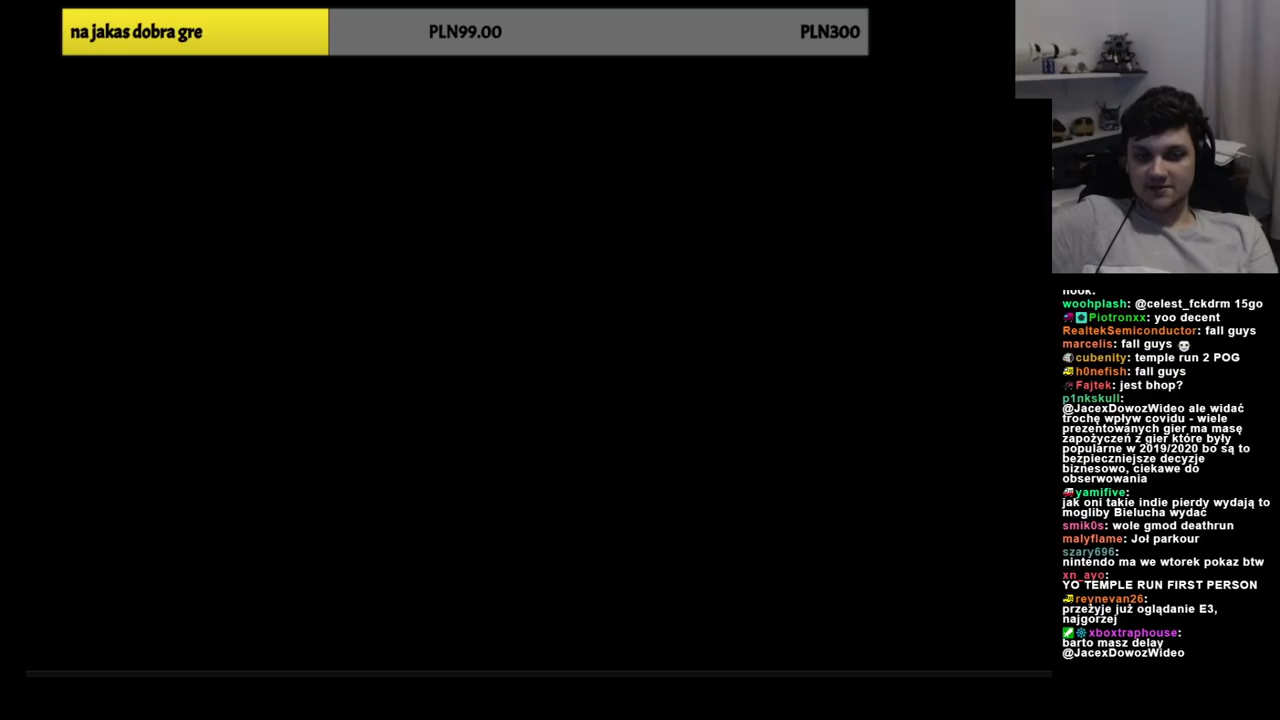 na jakas dobra gre PLN99.00 PLN300
hook:
woohplash: @celest_fckdrm 15go
Piotronxx: yoo decent
RealtekSemiconductor: fall guys
marcelis: fall guys
cubenity: temple run 2 POG
h0nefish: fall guys
Fajtek: jest bhop?
p1nkskull:
@JacexDowozWideo ale widać
trochę wpływ covidu - wiele
prezentowanych gier ma masę
zapożyczeń z gier które były
popularne w 2019/2020 bo są to
bezpieczniejsze decyzje
biznesowo, ciekawe do
obserwowania
yamifive:
jak oni takie indie pierdy wydają to
mogliby Bielucha wydać
smik0s: wole gmod deathrun
malyflame: Joł parkour
szary696:
nintendo ma we wtorek pokaz btw
xn_ayo:
YO TEMPLE RUN FIRST PERSON
reynevan26:
przeżyje już oglądanie E3,
najgorzej
xboxtraphouse:
barto masz delay
@JacexDowozWideo